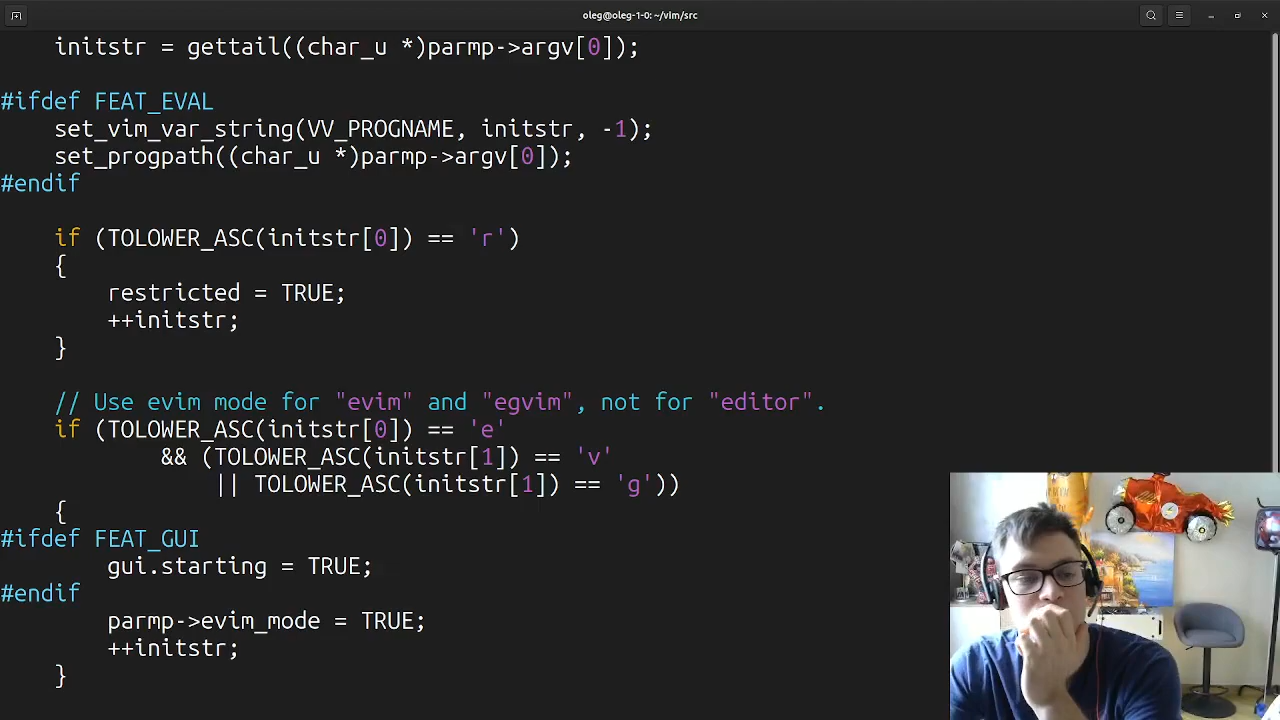 oleg@oleg-1-0: ~/vim/src
initstr = gettail((char_u *)parmp->argv[0]);
#ifdef FEAT_EVAL
set_vim_var_string(VV_PROGNAME, initstr, -1);
set_progpath((char_u *)parmp->argv[0]);
#endif
if (TOLOWER_ASC(initstr[0]) == 'r')
{
restricted = TRUE;
++initstr;
}
// Use evim mode for "evim" and "egvim", not for "editor".
if (TOLOWER_ASC(initstr[0]) == 'e'
&& (TOLOWER_ASC(initstr[1]) == 'v'
|| TOLOWER_ASC(initstr[1]) == 'g'))
{
#ifdef FEAT_GUI
gui.starting = TRUE;
#endif
parmp->evim_mode = TRUE;
++initstr;
}